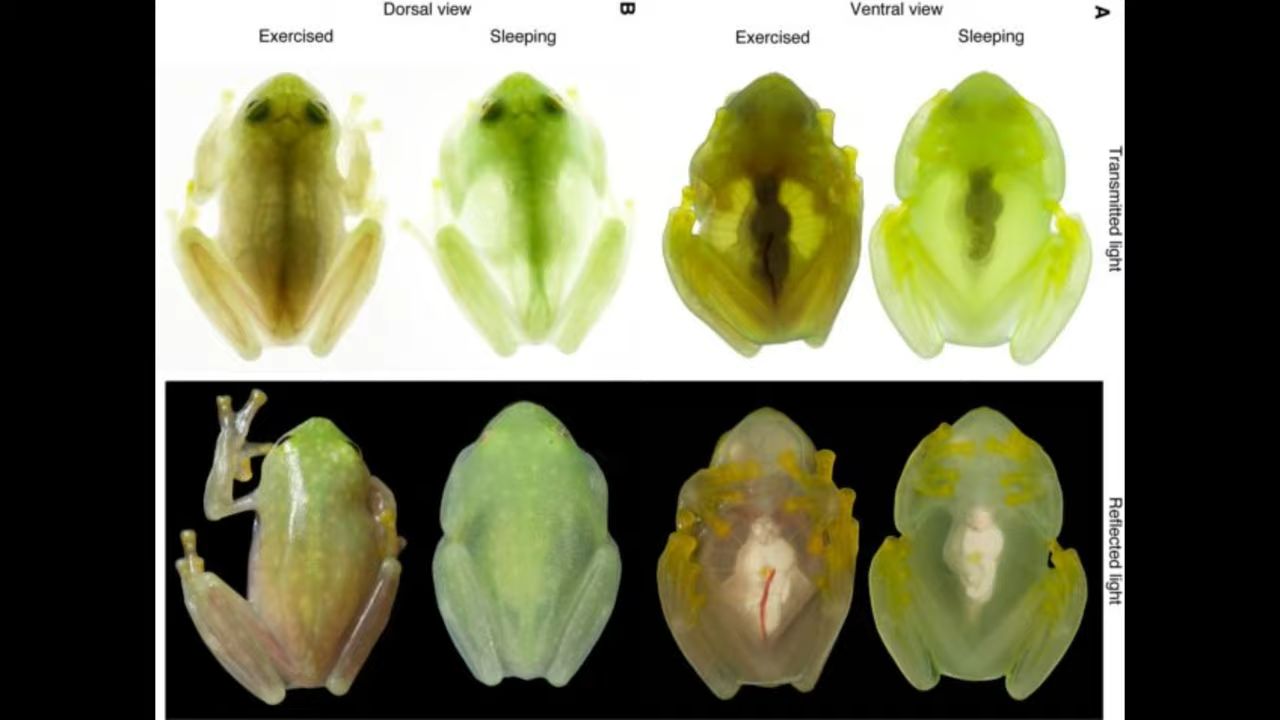 Dorsal view
B
Ventral view
A
Exercised
Sleeping
Exercised
Sleeping
Transmitted light
Reflected light